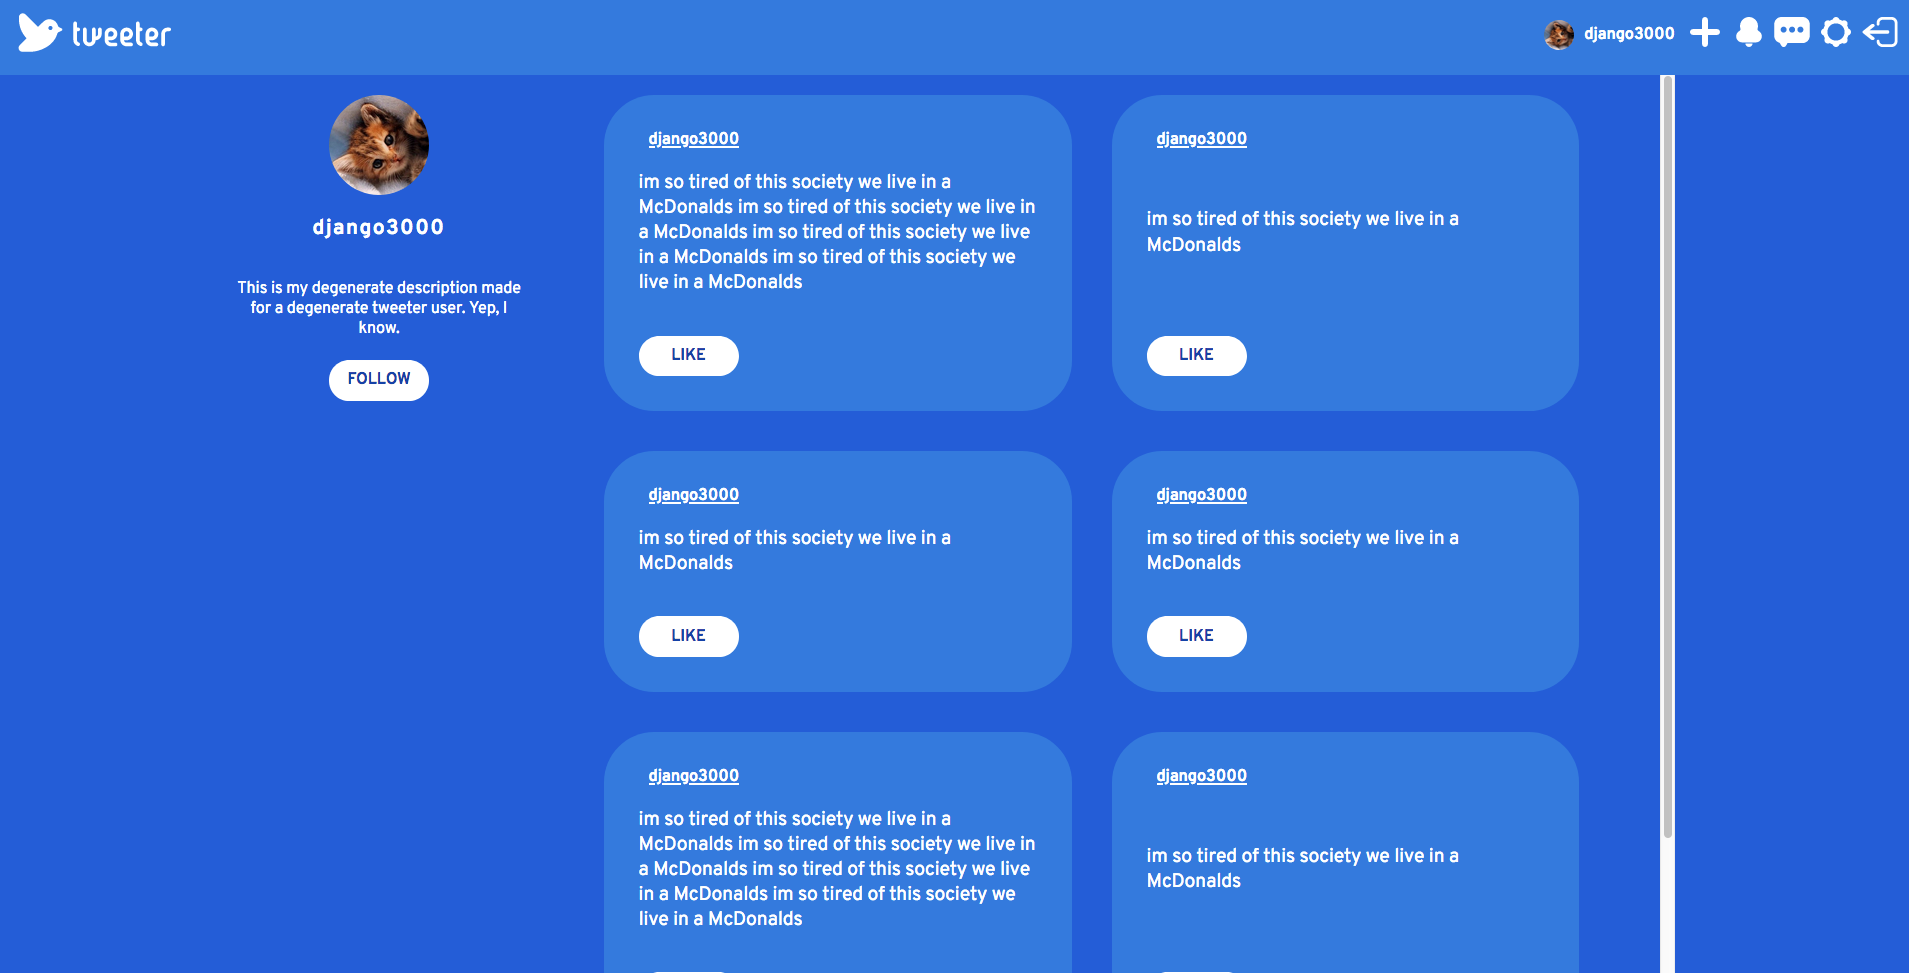 tweeter
django3000
django3000
This is my degenerate description made
for a degenerate tweeter user. Yep, I
know.
FOLLOW
django3000
im so tired of this society we live in a
McDonalds im so tired of this society we live in
a McDonalds im so tired of this society we live
in a McDonalds im so tired of this society we
live in a McDonalds
LIKE
django3000
im so tired of this society we live in a
McDonalds
LIKE
django3000
im so tired of this society we live in a
McDonalds
LIKE
django3000
im so tired of this society we live in a
McDonalds
LIKE
django3000
im so tired of this society we live in a
McDonalds im so tired of this society we live in
a McDonalds im so tired of this society we live
in a McDonalds im so tired of this society we
live in a McDonalds
django3000
im so tired of this society we live in a
McDonalds